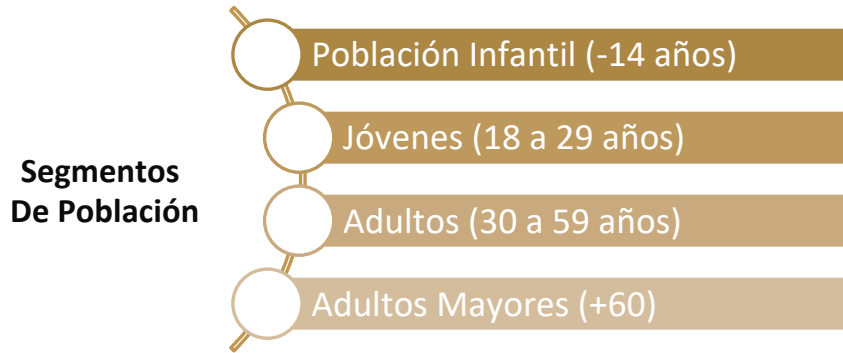 Segmentos
De Población
Población Infantil (-14 años)
Jóvenes (18 a 29 años)
Adultos (30 a 59 años)
Adultos Mayores (+60)